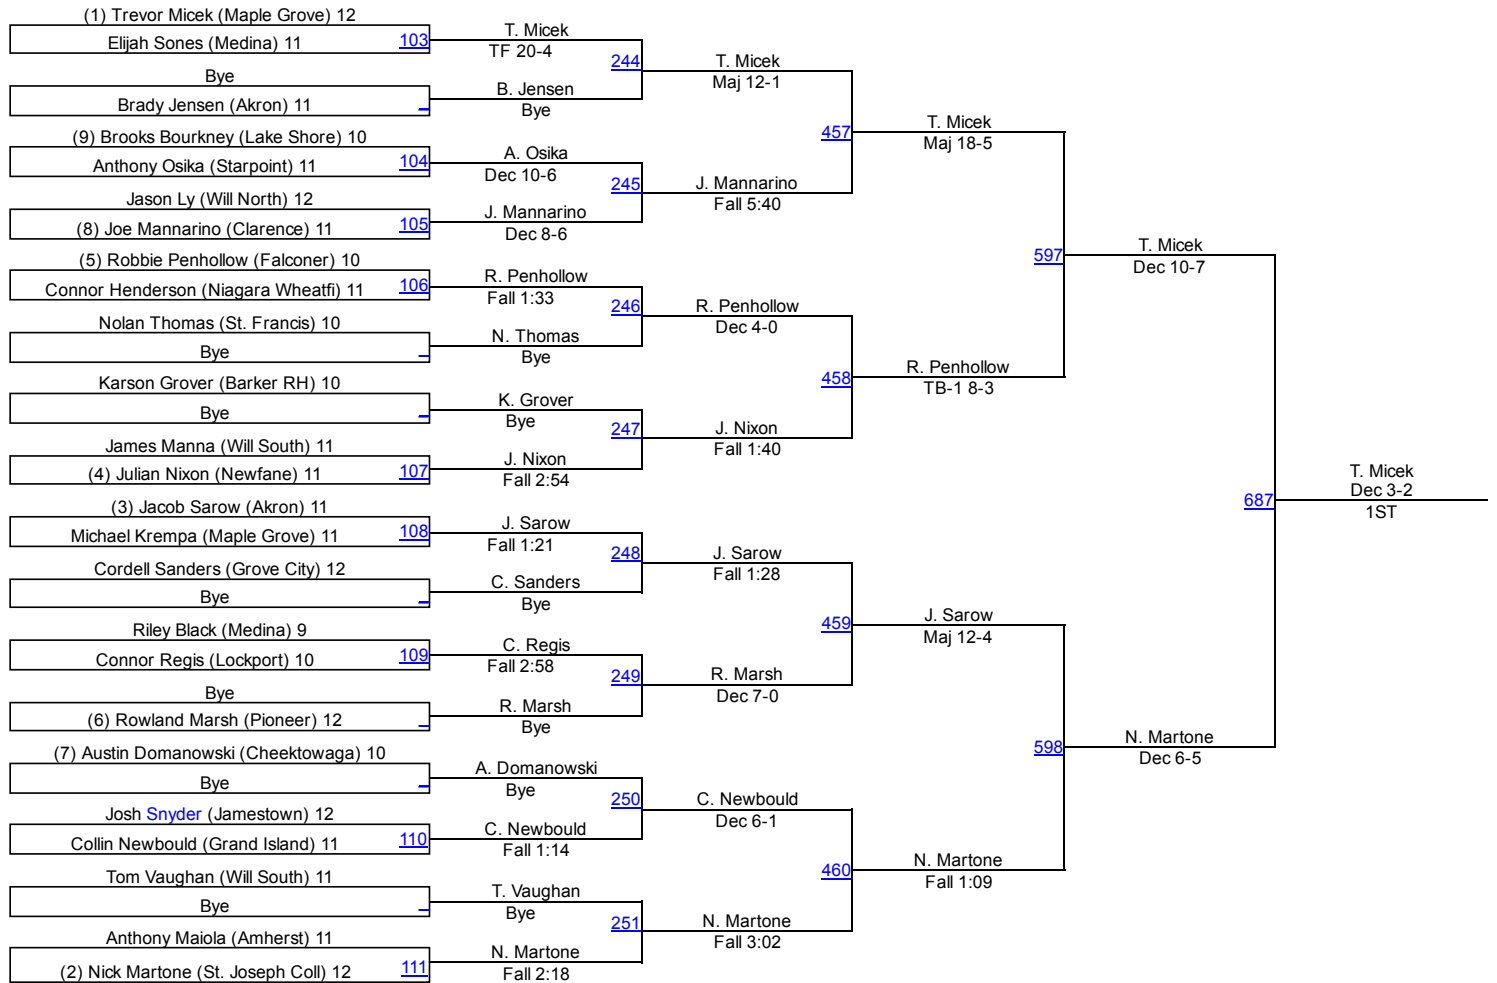 (1) Trevor Micek (Maple Grove) 12
Elijah Sones (Medina) 11
103
Bye
Brady Jensen (Akron) 11
(9) Brooks Bourkney (Lake Shore) 10
Anthony Osika (Starpoint) 11
104
Jason Ly (Will North) 12
(8) Joe Mannarino (Clarence) 11
105
(5) Robbie Penhollow (Falconer) 10
Connor Henderson (Niagara Wheatfi) 11
106
Nolan Thomas (St. Francis) 10
Bye
Karson Grover (Barker RH) 10
Bye
James Manna (Will South) 11
(4) Julian Nixon (Newfane) 11
107
(3) Jacob Sarow (Akron) 11
Michael Krempa (Maple Grove) 11
108
Cordell Sanders (Grove City) 12
Bye
Riley Black (Medina) 9
Connor Regis (Lockport) 10
109
Bye
(6) Rowland Marsh (Pioneer) 12
(7) Austin Domanowski (Cheektowaga) 10
Bye
Josh Snyder (Jamestown) 12
Collin Newbould (Grand Island) 11
110
Tom Vaughan (Will South) 11
Bye
Anthony Maiola (Amherst) 11
(2) Nick Martone (St. Joseph Coll) 12
111
T. Micek
TF 20-4
244
B. Jensen
Bye
A. Osika
Dec 10-6
245
J. Mannarino
Dec 8-6
R. Penhollow
Fall 1:33
246
N. Thomas
Bye
K. Grover
Bye
247
J. Nixon
Fall 2:54
J. Sarow
Fall 1:21
248
C. Sanders
Bye
C. Regis
Fall 2:58
249
R. Marsh
Bye
A. Domanowski
Bye
250
C. Newbould
Fall 1:14
T. Vaughan
Bye
251
N. Martone
Fall 2:18
T. Micek
Maj 12-1
457
J. Mannarino
Fall 5:40
R. Penhollow
Dec 4-0
458
J. Nixon
Fall 1:40
J. Sarow
Fall 1:28
459
R. Marsh
Dec 7-0
C. Newbould
Dec 6-1
460
N. Martone
Fall 3:02
T. Micek
Maj 18-5
597
R. Penhollow
TB-1 8-3
J. Sarow
Maj 12-4
598
N. Martone
Fall 1:09
T. Micek
Dec 10-7
687
N. Martone
Dec 6-5
T. Micek
Dec 3-2
1ST